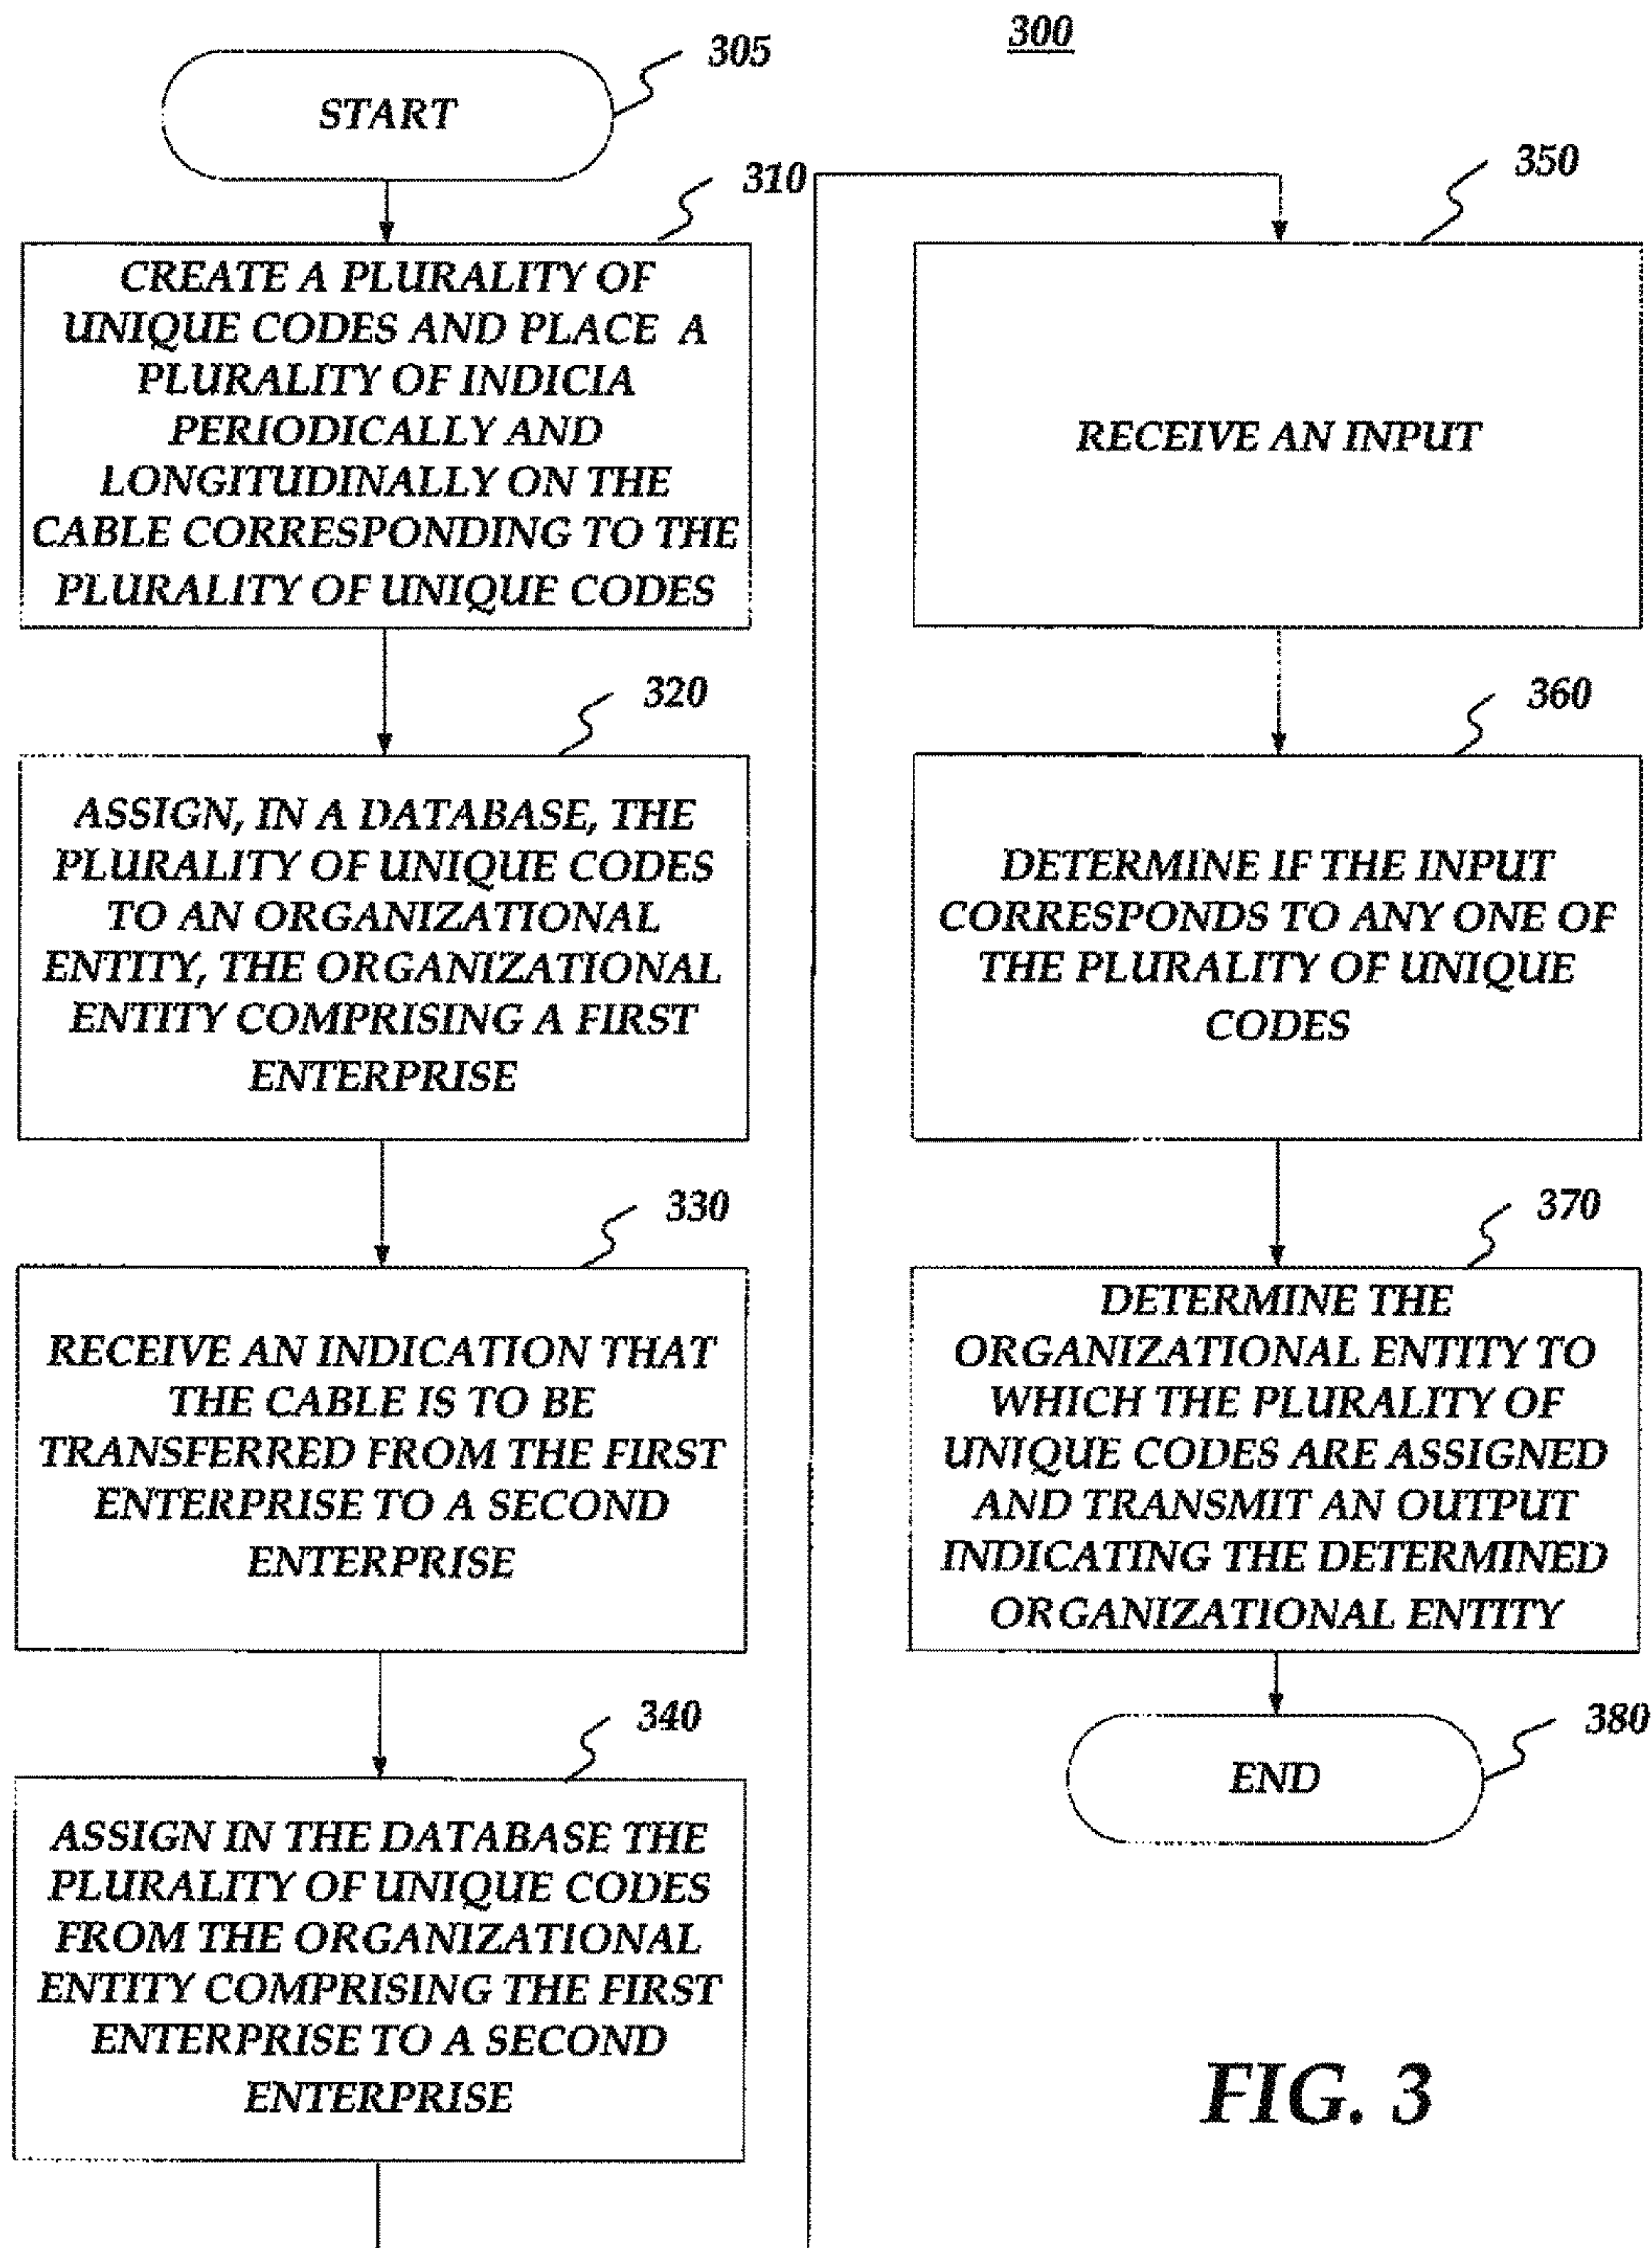 300
305
START
310
CREATE A PLURALITY OF
UNIQUE CODES AND PLACE A
PLURALITY OF INDICIA
PERIODICALLY AND
LONGITUDINALLY ON THE
CABLE CORRESPONDING TO THE
PLURALITY OF UNIQUE CODES
320
ASSIGN, IN A DATABASE, THE
PLURALITY OF UNIQUE CODES
TO AN ORGANIZATIONAL
ENTITY, THE ORGANIZATIONAL
ENTITY COMPRISING A FIRST
ENTERPRISE
330
RECEIVE AN INDICATION THAT
THE CABLE IS TO BE
TRANSFERRED FROM THE FIRST
ENTERPRISE TO A SECOND
ENTERPRISE
340
ASSIGN IN THE DATABASE THE
PLURALITY OF UNIQUE CODES
FROM THE ORGANIZATIONAL
ENTITY COMPRISING THE FIRST
ENTERPRISE TO A SECOND
ENTERPRISE
350
RECEIVE AN INPUT
360
DETERMINE IF THE INPUT
CORRESPONDS TO ANY ONE OF
THE PLURALITY OF UNIQUE
CODES
370
DETERMINE THE
ORGANIZATIONAL ENTITY TO
WHICH THE PLURALITY OF
UNIQUE CODES ARE ASSIGNED
AND TRANSMIT AN OUTPUT
INDICATING THE DETERMINED
ORGANIZATIONAL ENTITY
380
END
FIG. 3